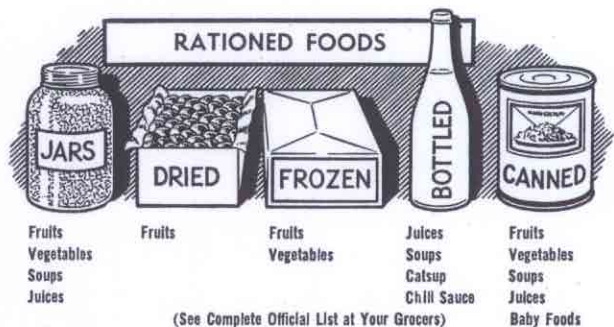 RATIONED FOODS
JARS
Fruits
Vegetables
Soups
Juices
DRIED
Fruits
FROZEN
Fruits
Vegetables
BOTTLED
Juices
Soups
Catsup
Chili Sauce
CANNED
Fruits
Vegetables
Soups
Juices
Baby Foods
(See Complete Official List at Your Grocers)